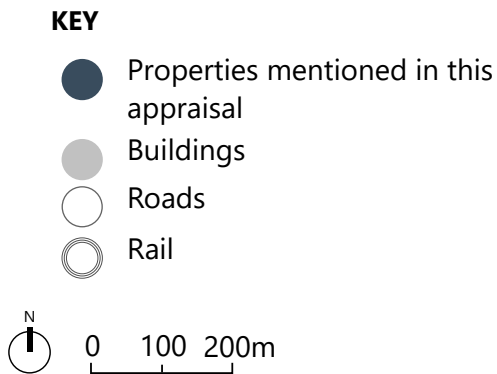 KEY
Properties mentioned in this
appraisal
Buildings
Roads
Rail
N
0 100 200m